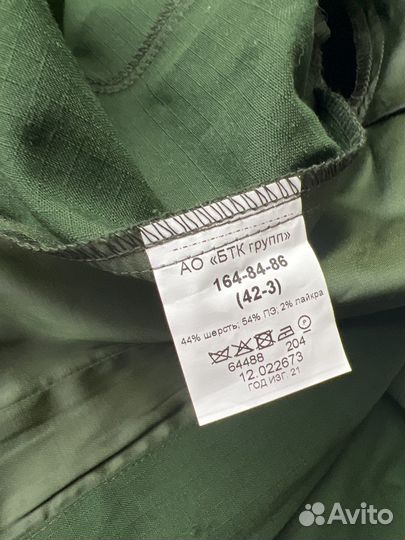 АО «БТК групп»
164-84-86
(42-3)
44% шерсть, 54% ПЭ, 2% лайкра
64488 204
12.022673
ГОД ИЗГ. 21
Avito